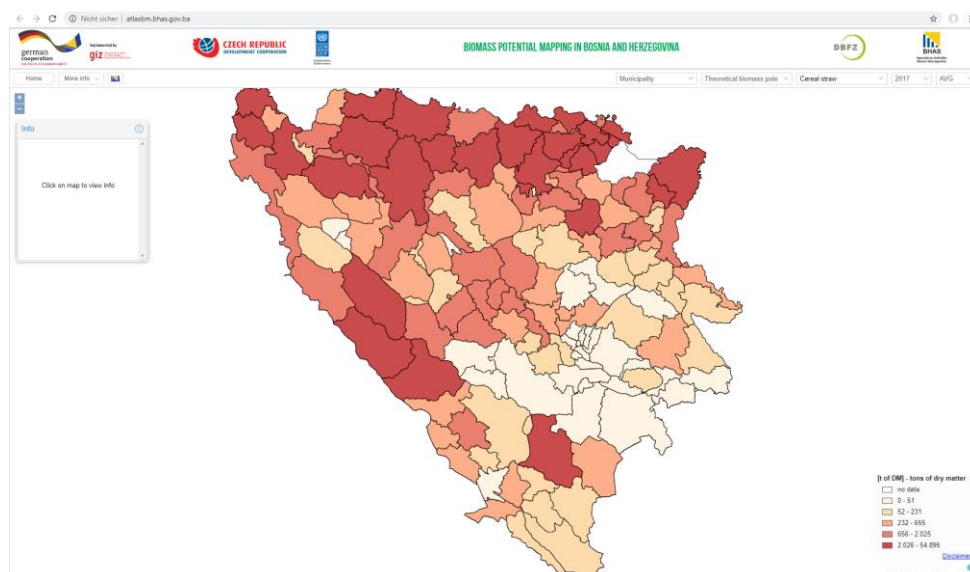 Nicht sicher | atlasbm.bhas.gov.ba
german
cooperation
Implemented by
giz
CZECH REPUBLIC
DEVELOPMENT COOPERATION
BIOMASS POTENTIAL MAPPING IN BOSNIA AND HERZEGOVINA
DBFZ
BHAS
Home
More info
Municipality
Theoretical biomass pote
Cereal straw
2017
AVG
+
-
Info
Click on map to view info
[t of DM] - tons of dry matter
no data
0 - 51
52 - 231
232 - 655
656 - 2.025
2.026 - 54.895
Disclaimer